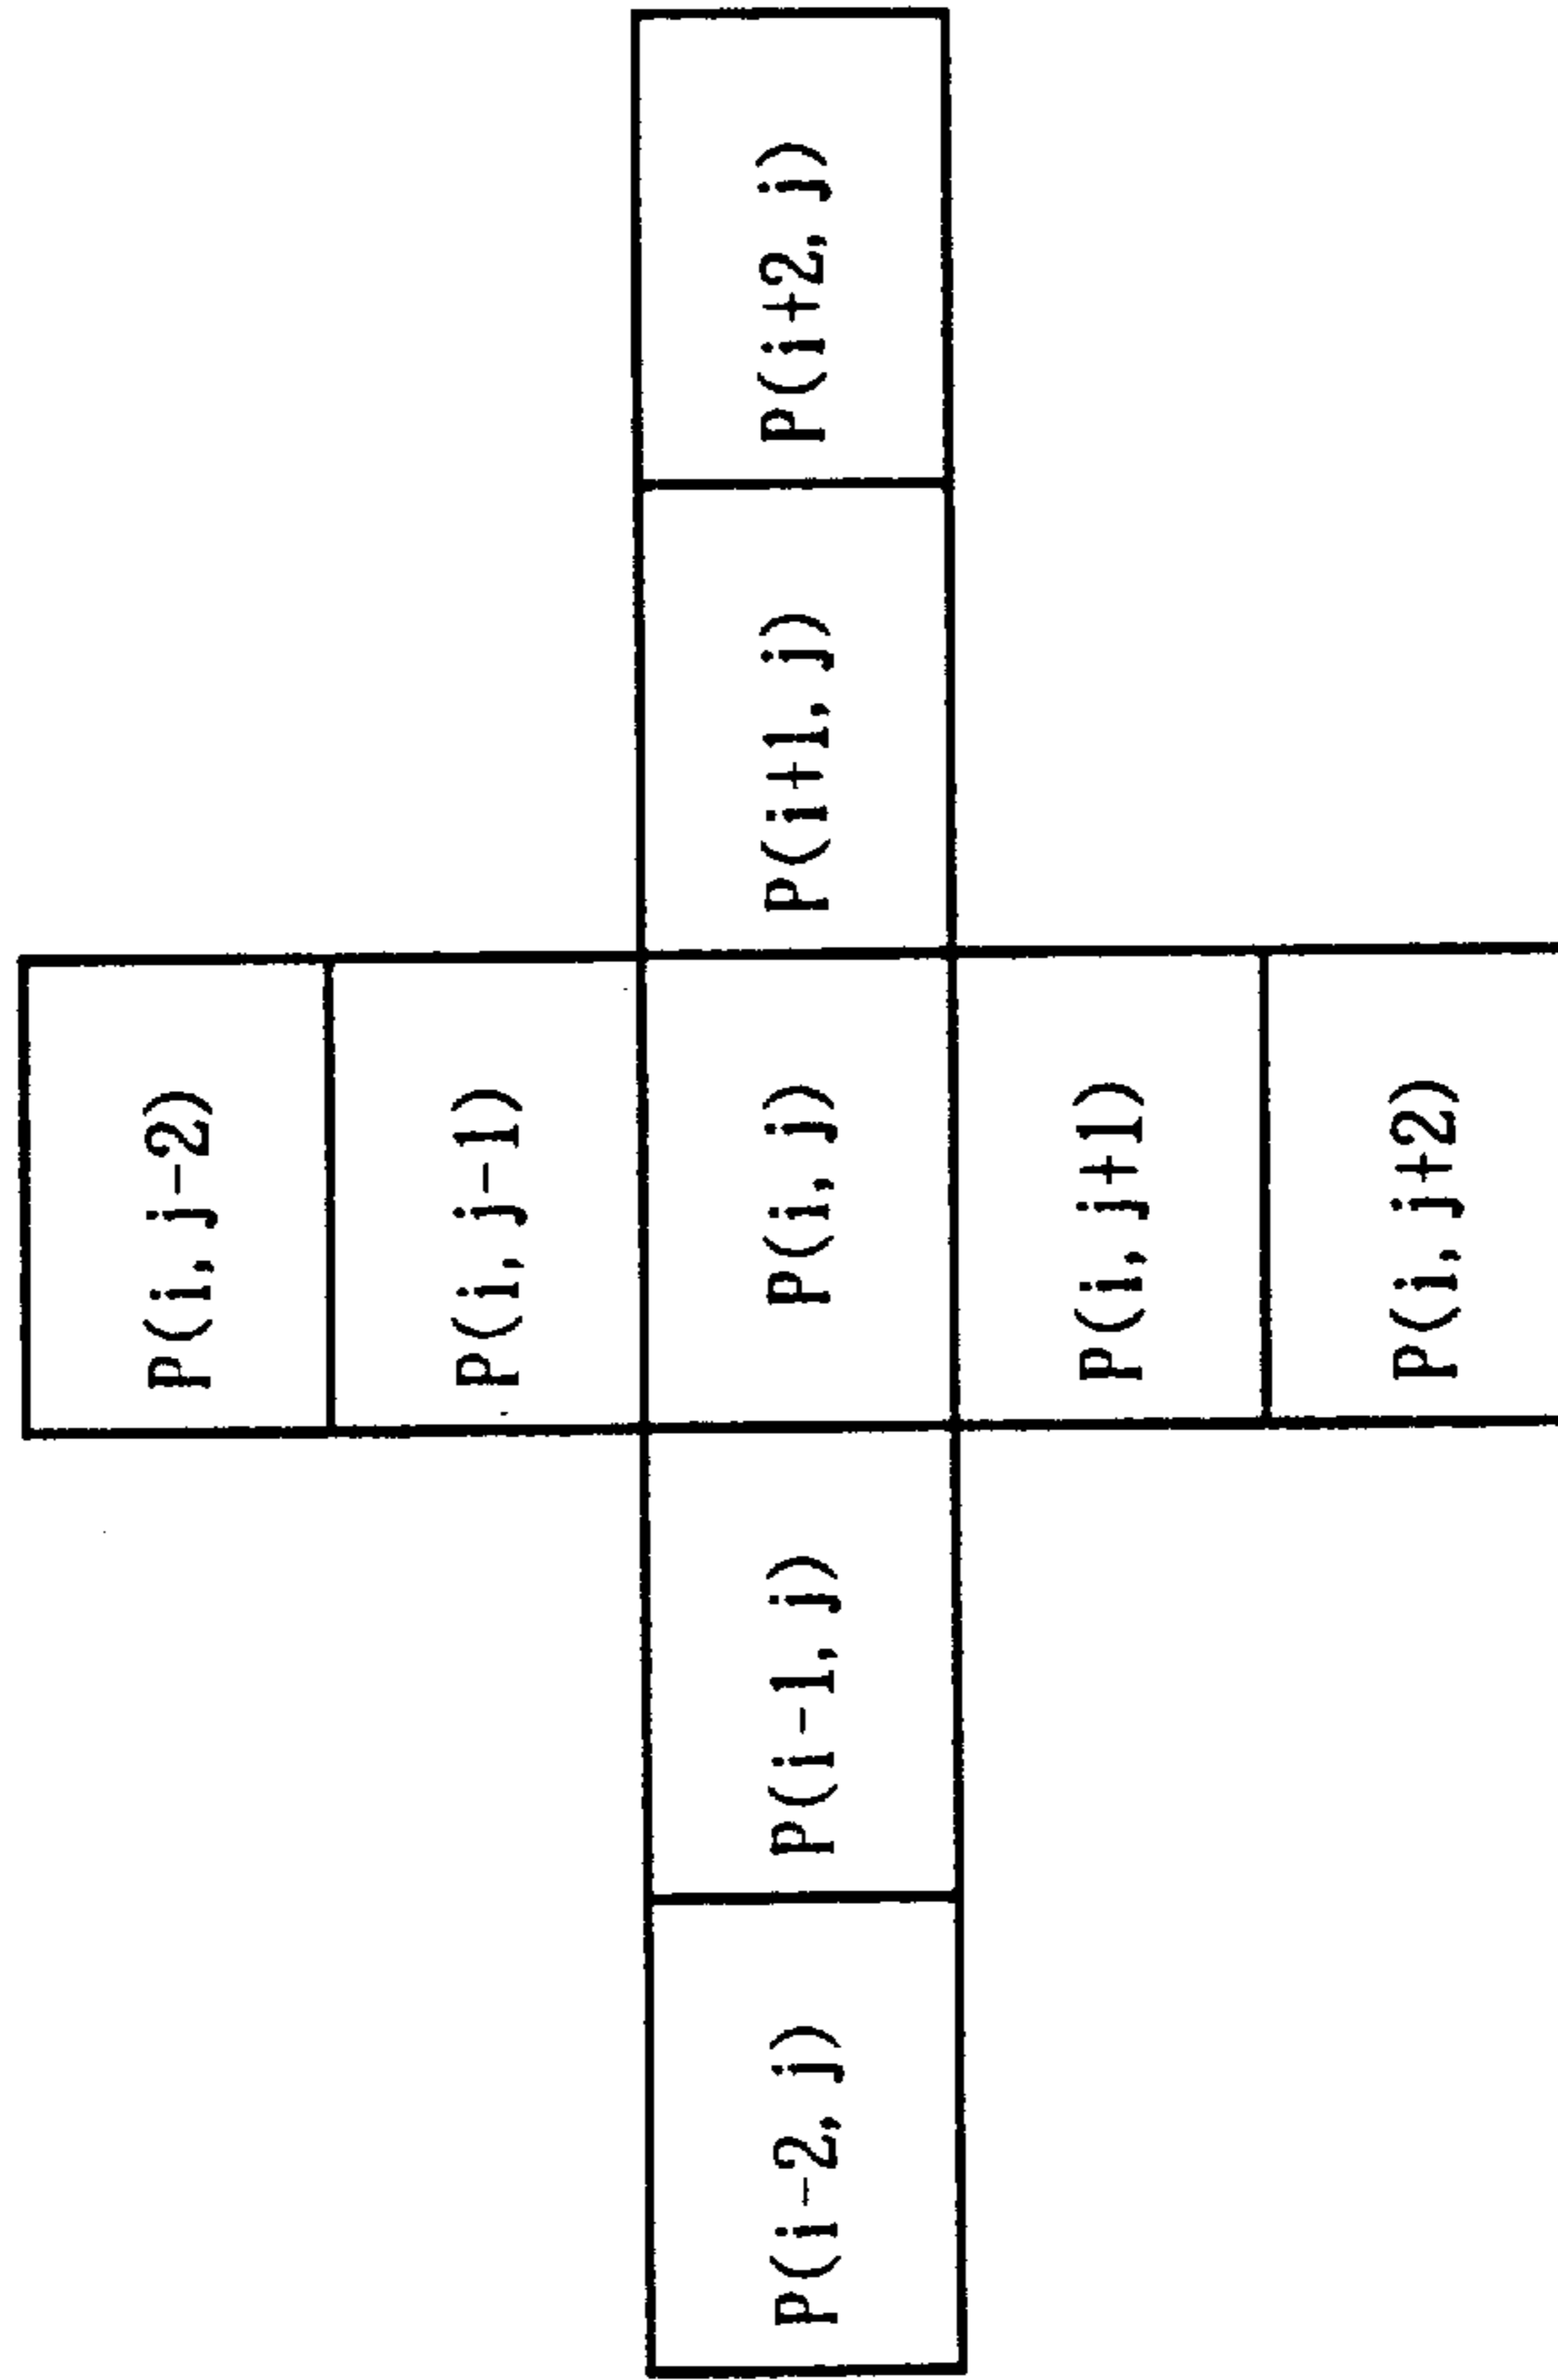 P(i, j-2)
P(i, j-1)
P(i-2, j) P(i-1, j) P(i, j) P(i+1, j) P(i+2, j)
P(i, j+1)
P(i, j+2)